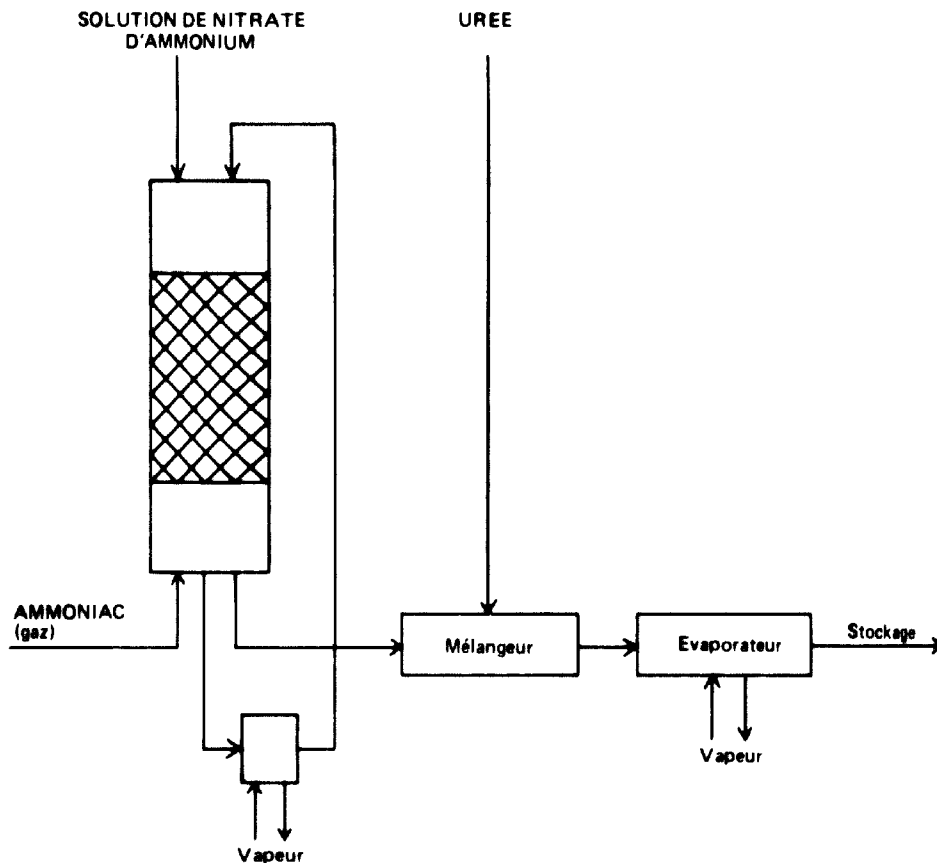 SOLUTION DE NITRATE
D'AMMONIUM
UREE
AMMONIAC
(gaz)
Mélangeur
Evaporateur
Stockage
Vapeur
Vapeur